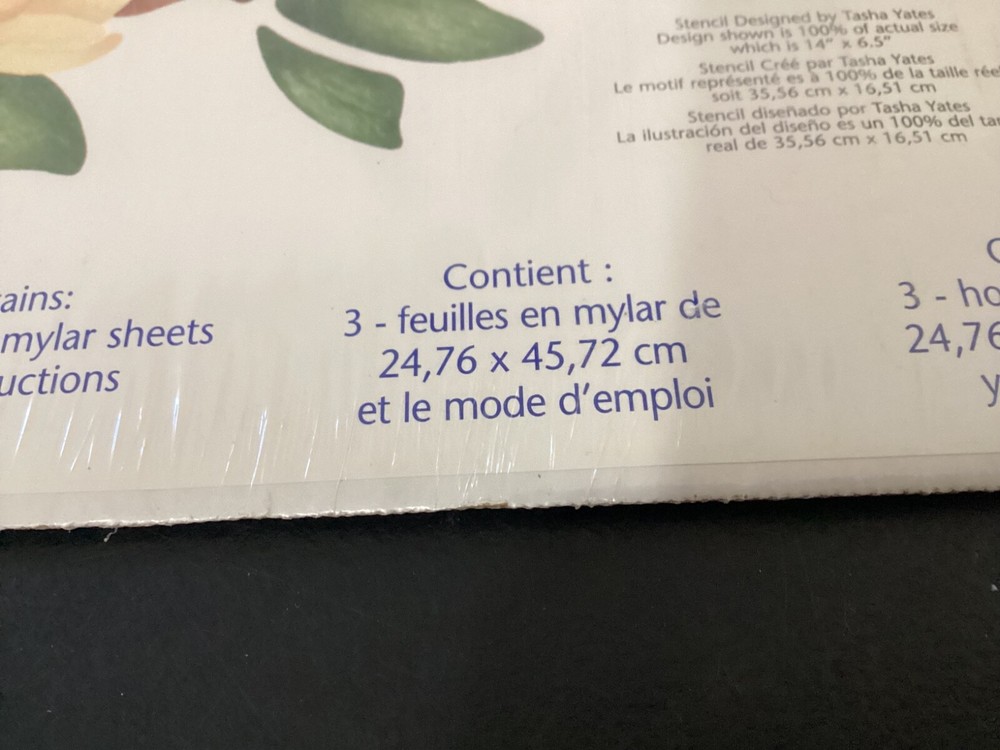 Stencil Designed by Tasha Yates
Design shown is 100% of actual size
which is 14" x 6.5"
Stencil Créé par Tasha Yates
Le motif représenté es à 100% de la taille rée
soit 35,56 cm x 16,51 cm
Stencil diseñado por Tasha Yates
La ilustración del diseño es un 100% del ta
real de 35,56 cm x 16,51 cm
ains:
mylar sheets
uctions
Contient :
3 - feuilles en mylar de
24,76 x 45,72 cm
et le mode d'emploi
C
3 - ho
24,76
y